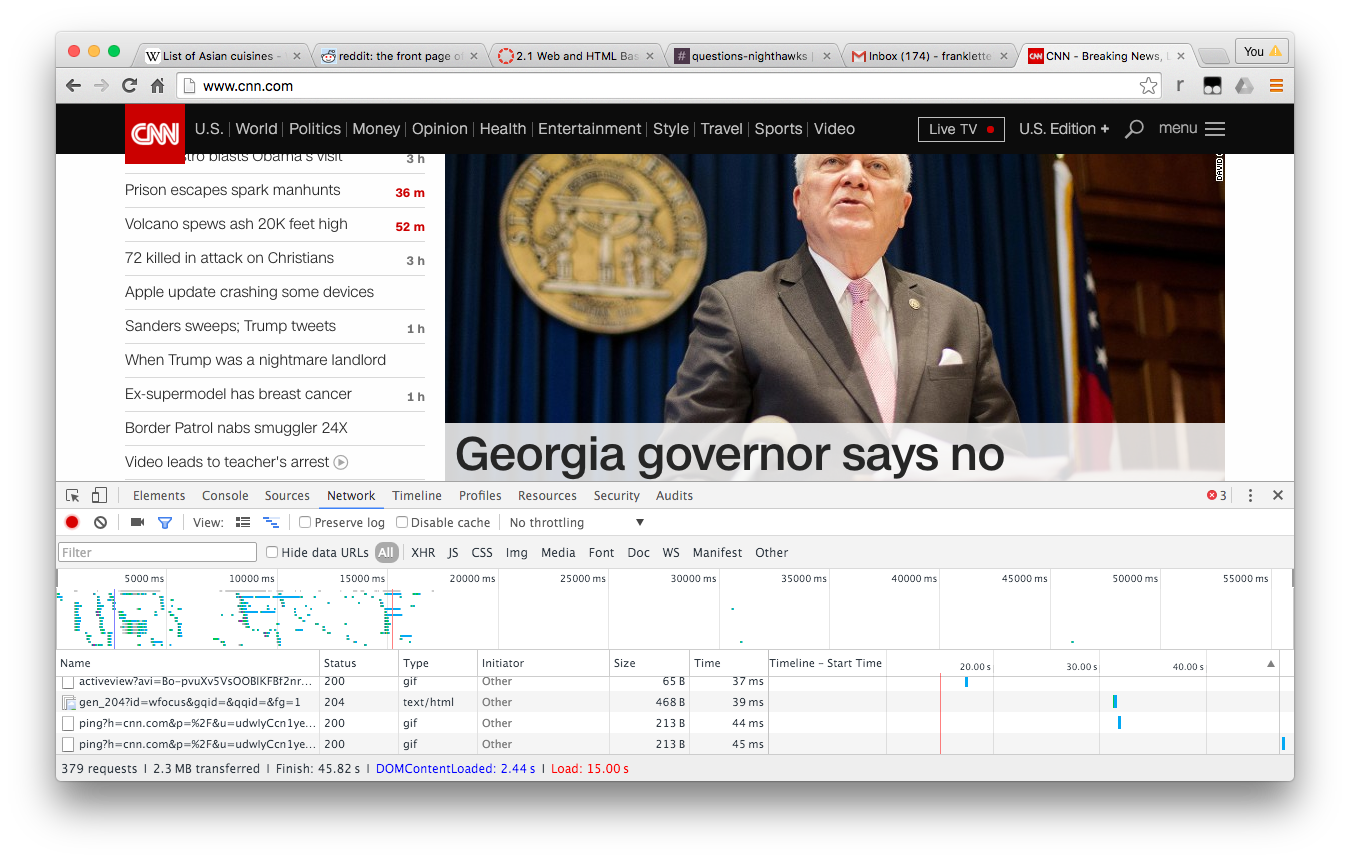 List of Asian cuisines -
reddit: the front page of
2.1 Web and HTML Bas
questions-nighthawks |
Inbox (174) - franklette
CNN - Breaking News, L
You
www.cnn.com
r
CNN
U.S. | World | Politics | Money | Opinion | Health | Entertainment | Style | Travel | Sports | Video
Live TV
U.S. Edition +
menu
stro blasts Obama's visit 3 h
Prison escapes spark manhunts 36 m
Volcano spews ash 20K feet high 52 m
72 killed in attack on Christians 3 h
Apple update crashing some devices
Sanders sweeps; Trump tweets 1 h
When Trump was a nightmare landlord
Ex-supermodel has breast cancer 1 h
Border Patrol nabs smuggler 24X
Video leads to teacher's arrest
DAVID
Georgia governor says no
Elements Console Sources Network Timeline Profiles Resources Security Audits 3
View: Preserve log Disable cache No throttling
Filter Hide data URLs All XHR JS CSS Img Media Font Doc WS Manifest Other
5000 ms 10000 ms 15000 ms 20000 ms 25000 ms 30000 ms 35000 ms 40000 ms 45000 ms 50000 ms 55000 ms
Name Status Type Initiator Size Time Timeline – Start Time 20.00 s 30.00 s 40.00 s
activeview?avi=Bo-pvuXv5VsOOBIKFBf2nr... 200 gif Other 65 B 37 ms
gen_204?id=wfocus&gqid=&qqid=&fg=1 204 text/html Other 468 B 39 ms
ping?h=cnn.com&p=%2F&u=udwlyCcn1ye... 200 gif Other 213 B 44 ms
ping?h=cnn.com&p=%2F&u=udwlyCcn1ye... 200 gif Other 213 B 45 ms
379 requests | 2.3 MB transferred | Finish: 45.82 s | DOMContentLoaded: 2.44 s | Load: 15.00 s